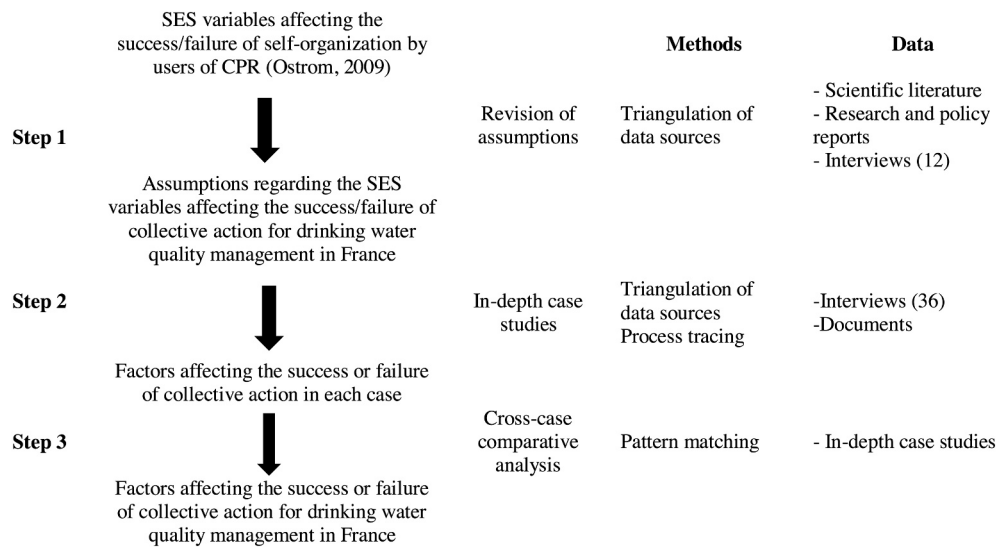 SES variables affecting the
success/failure of self-organization by
users of CPR (Ostrom, 2009)
Methods
Data
Step 1
Revision of
assumptions
Triangulation of
data sources
- Scientific literature
- Research and policy
reports
- Interviews (12)
Assumptions regarding the SES
variables affecting the success/failure of
collective action for drinking water
quality management in France
Step 2
In-depth case
studies
Triangulation of
data sources
Process tracing
-Interviews (36)
-Documents
Factors affecting the success or failure
of collective action in each case
Step 3
Cross-case
comparative
analysis
Pattern matching
- In-depth case studies
Factors affecting the success or failure
of collective action for drinking water
quality management in France